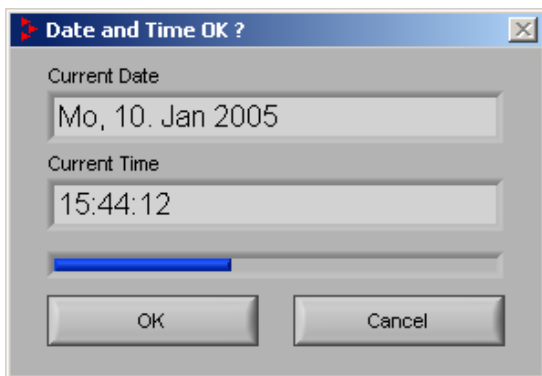 Date and Time OK ?
Current Date
Mo, 10. Jan 2005
Current Time
15:44:12
OK Cancel